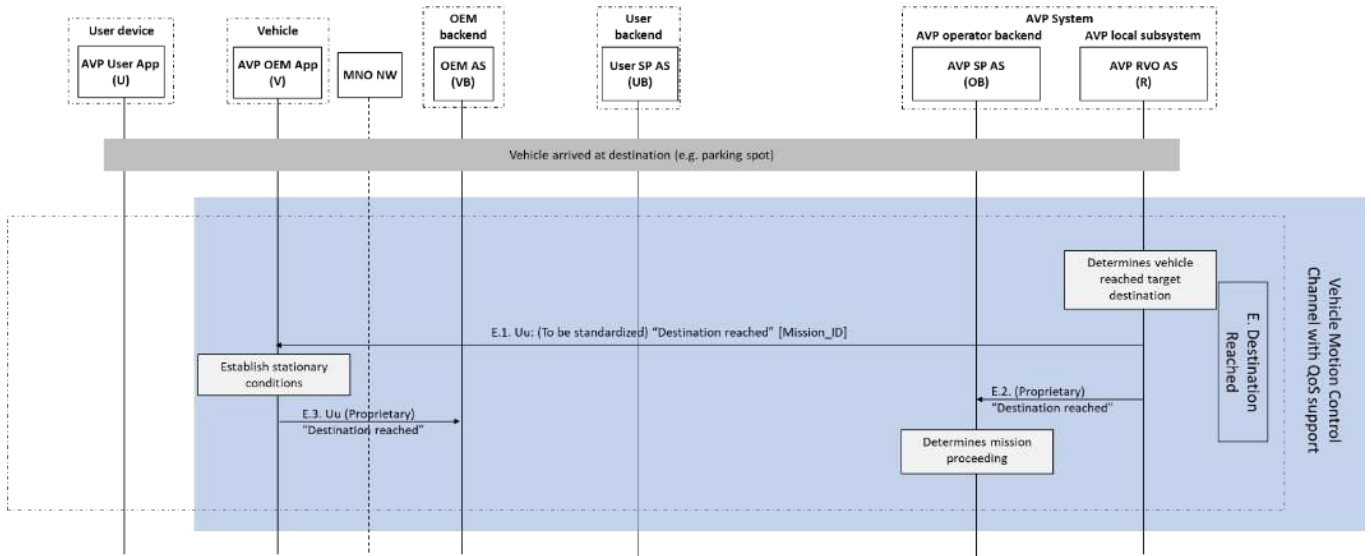 User device
Vehicle
OEM
backend
User
backend
AVP System
AVP operator backend
AVP local subsystem
AVP User App
(U)
AVP OEM App
(V)
MNO NW
OEM AS
(VB)
User SP AS
(UB)
AVP SP AS
(OB)
AVP RVO AS
(R)
Vehicle arrived at destination (e.g. parking spot)
Determines vehicle
reached target
destination
E.1. Uu: (To be standardized) “Destination reached” [Mission_ID]
Establish stationary
conditions
E.2. (Proprietary)
“Destination reached”
E.3. Uu (Proprietary)
“Destination reached”
Determines mission
proceeding
E. Destination
Reached
Vehicle Motion Control
Channel with QoS support